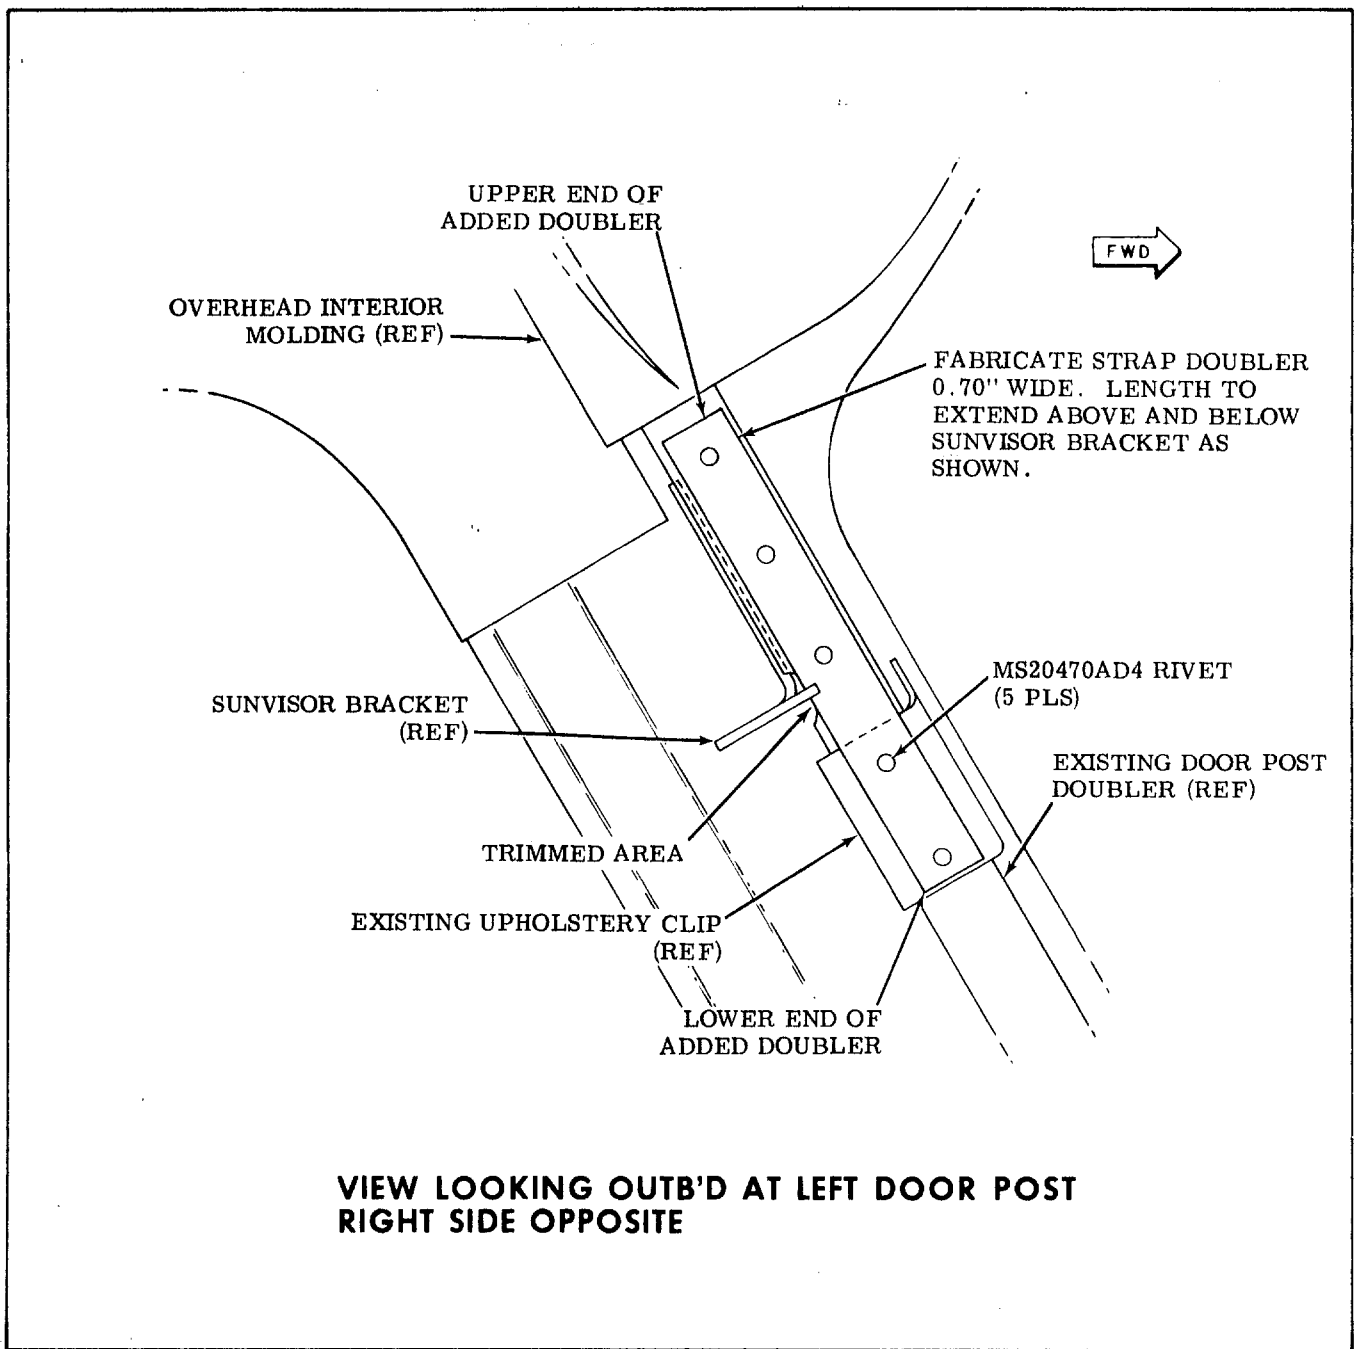 UPPER END OF
ADDED DOUBLER
FWD
OVERHEAD INTERIOR
MOLDING (REF)
FABRICATE STRAP DOUBLER
0.70" WIDE. LENGTH TO
EXTEND ABOVE AND BELOW
SUNVISOR BRACKET AS
SHOWN.
SUNVISOR BRACKET
(REF)
MS20470AD4 RIVET
(5 PLS)
EXISTING DOOR POST
DOUBLER (REF)
TRIMMED AREA
EXISTING UPHOLSTERY CLIP
(REF)
LOWER END OF
ADDED DOUBLER
VIEW LOOKING OUTB'D AT LEFT DOOR POST
RIGHT SIDE OPPOSITE